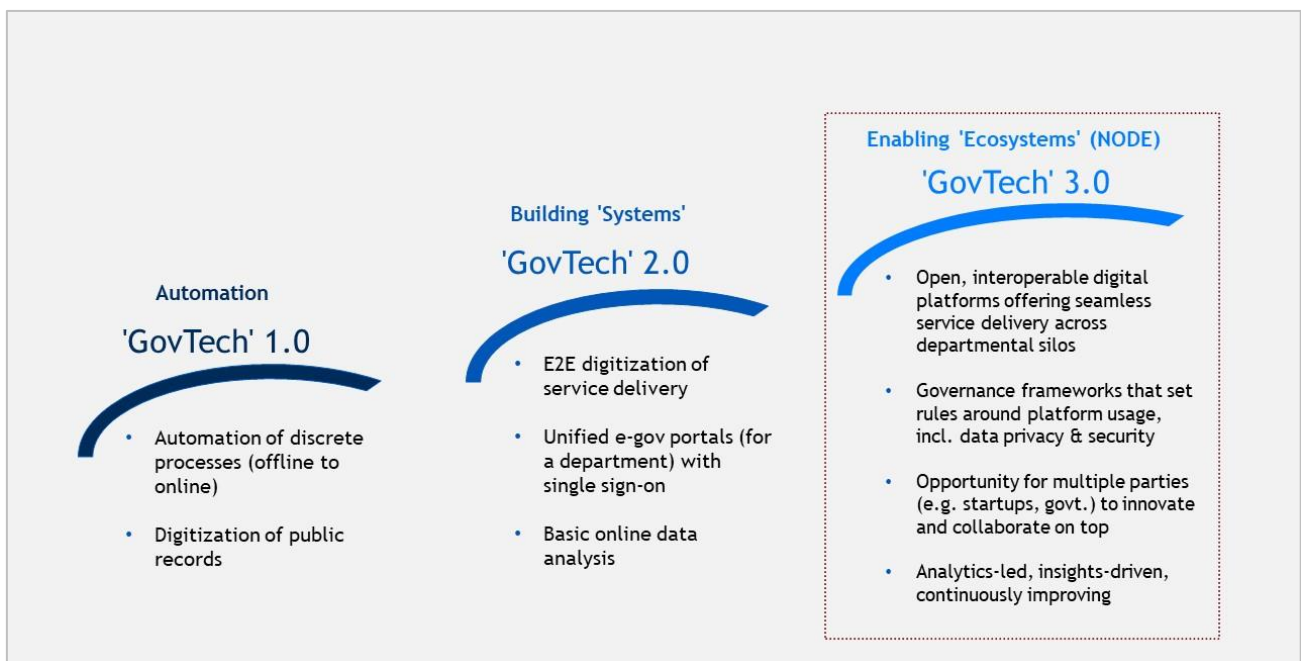 Automation
'GovTech' 1.0
• Automation of discrete
processes (offline to
online)
• Digitization of public
records
Building 'Systems'
'GovTech' 2.0
• E2E digitization of
service delivery
• Unified e-gov portals (for
a department) with
single sign-on
• Basic online data
analysis
Enabling 'Ecosystems' (NODE)
'GovTech' 3.0
• Open, interoperable digital
platforms offering seamless
service delivery across
departmental silos
• Governance frameworks that set
rules around platform usage,
incl. data privacy & security
• Opportunity for multiple parties
(e.g. startups, govt.) to innovate
and collaborate on top
• Analytics-led, insights-driven,
continuously improving